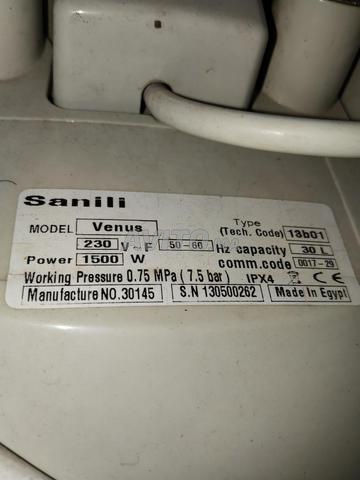 Sanili
MODEL Venus Type (Tech. Code) 13b01
230 V~F 50-60 Hz capacity 30 L
Power 1500 W comm.code 0017-29
Working Pressure 0.75 MPa ( 7.5 bar ) IPX4 CE
Manufacture NO.30145 S.N 130500262 Made in Egypt